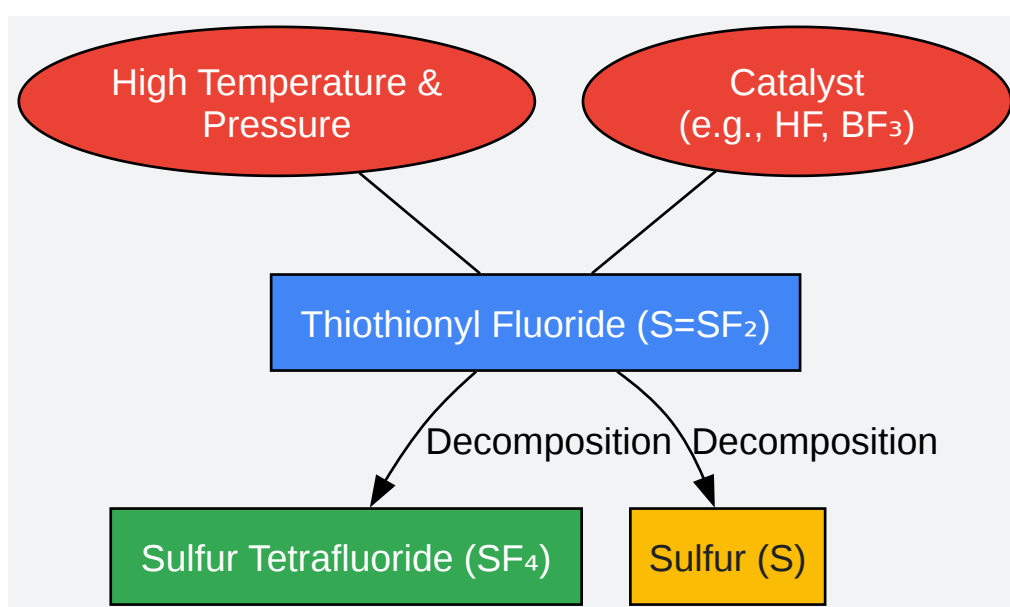 High Temperature &
Pressure
Catalyst
(e.g., HF, BF₃)
Thiothionyl Fluoride (S=SF₂)
Decomposition
Decomposition
Sulfur Tetrafluoride (SF₄)
Sulfur (S)